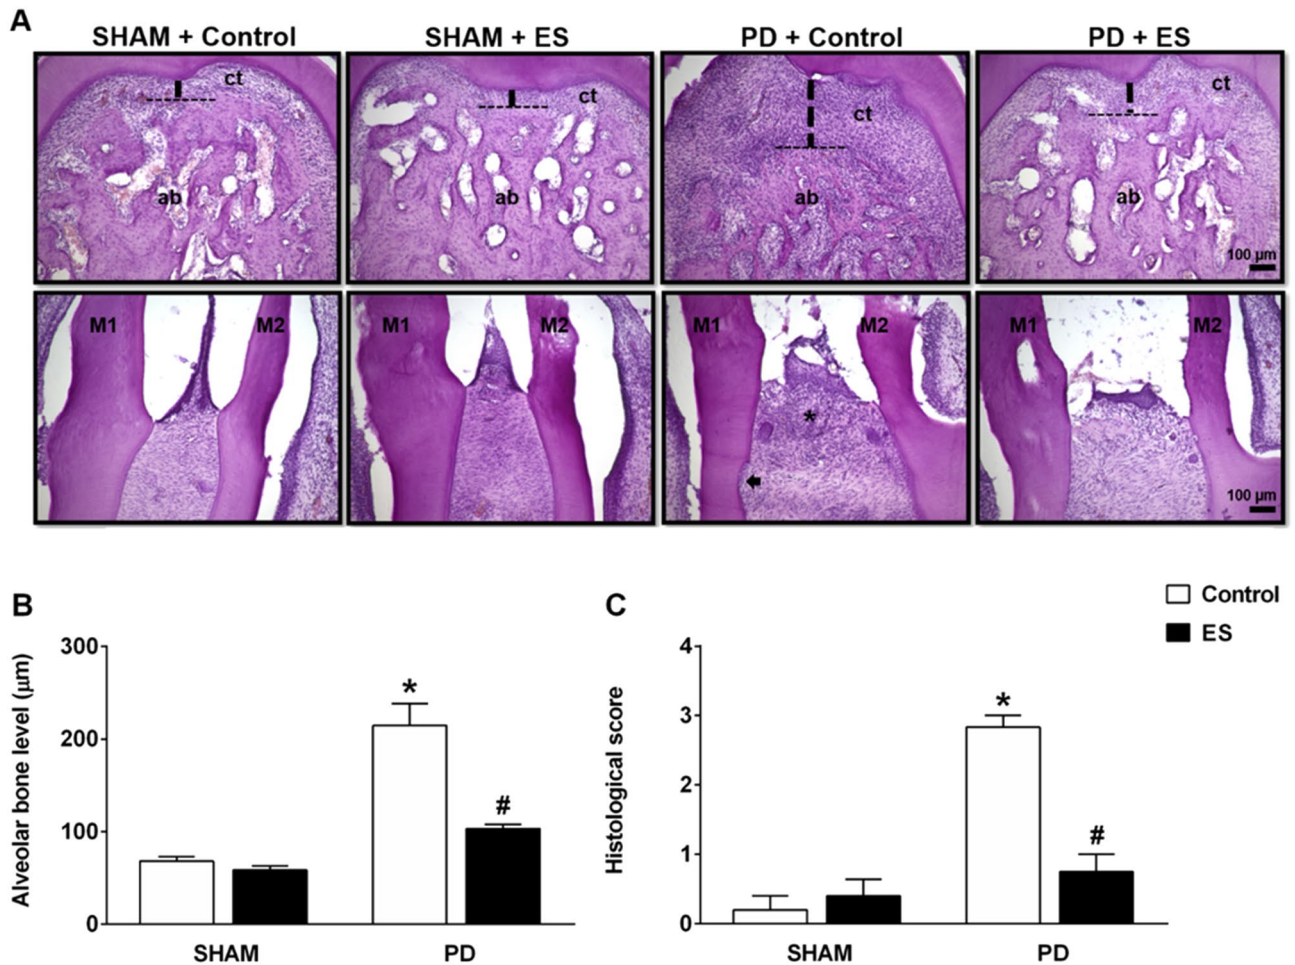 A
SHAM + Control SHAM + ES PD + Control PD + ES
ct ct ct ct
ab ab ab ab
100 µm
M1 M2 M1 M2 M1 M2 M1 M2
*
100 µm
B
Alveolar bone level (µm)
300
200
100
0
*
#
SHAM PD
C
Histological score
4
3
2
1
0
*
#
SHAM PD
Control
ES